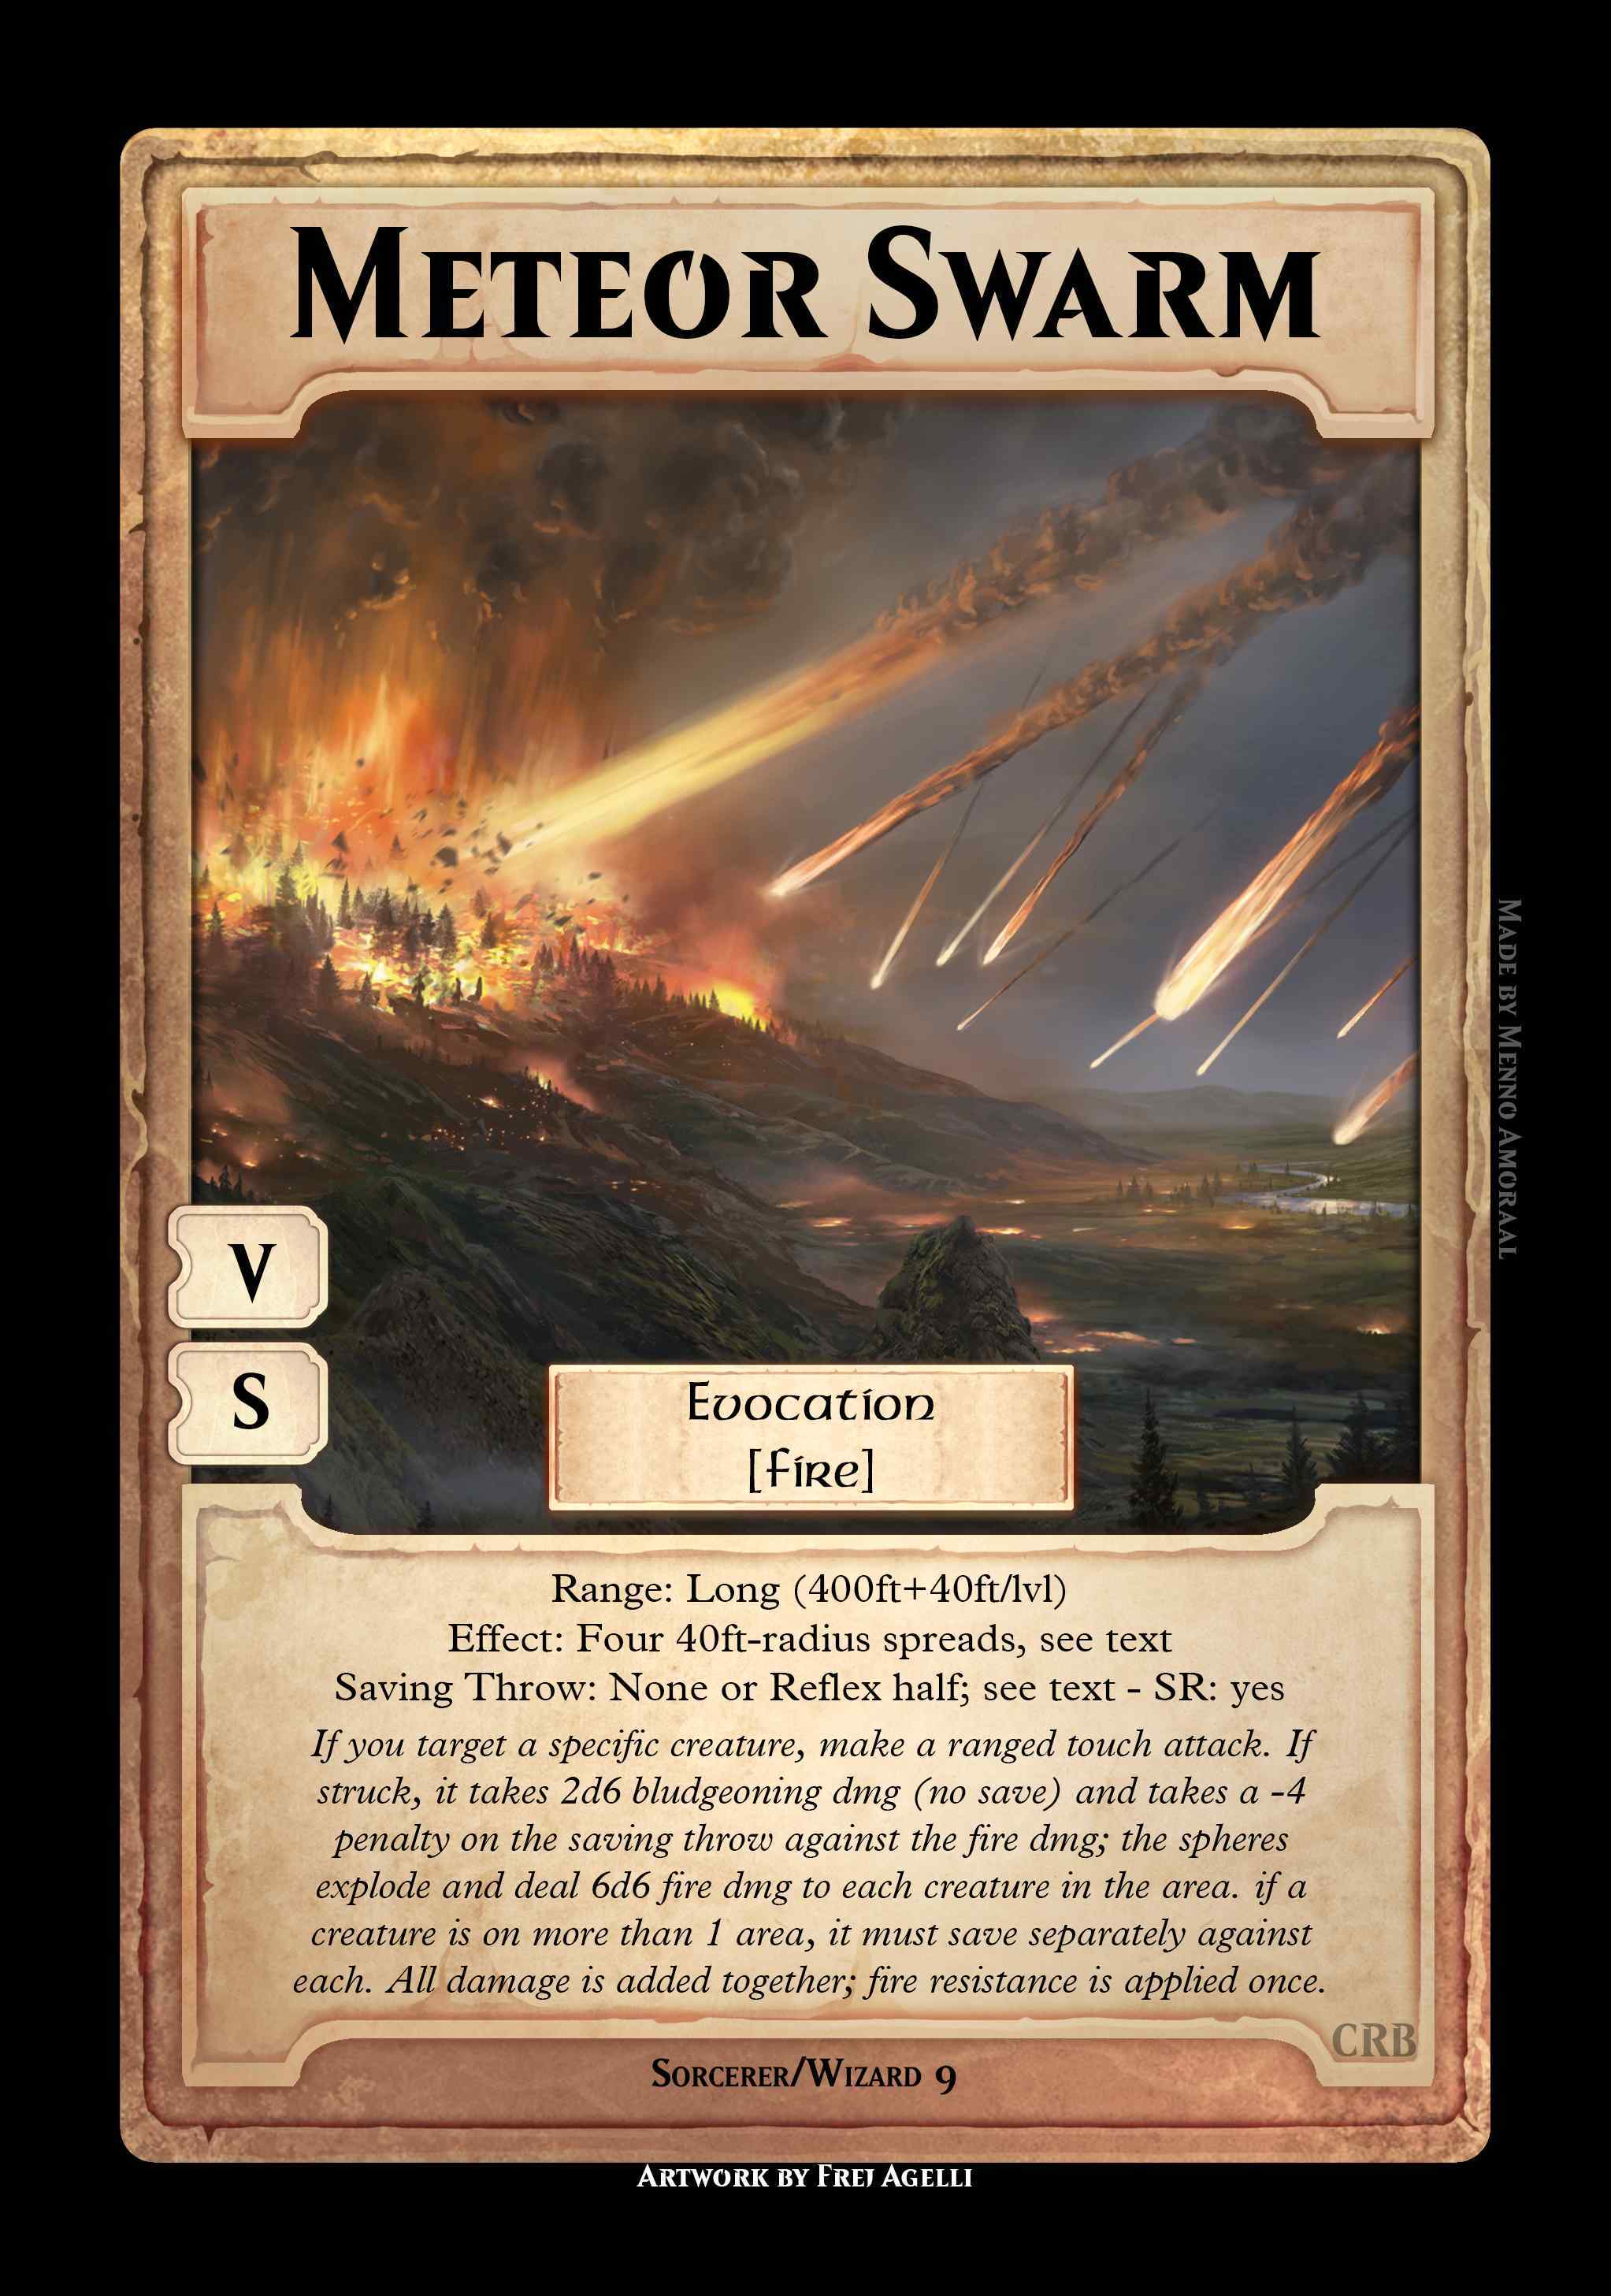 Meteor Swarm
Made by Menno Amoraal
V
S
Evocation
[Fire]
Range: Long (400ft+40ft/lvl)
Effect: Four 40ft-radius spreads, see text
Saving Throw: None or Reflex half; see text - SR: yes
If you target a specific creature, make a ranged touch attack. If
struck, it takes 2d6 bludgeoning dmg (no save) and takes a -4
penalty on the saving throw against the fire dmg; the spheres
explode and deal 6d6 fire dmg to each creature in the area. if a
creature is on more than 1 area, it must save separately against
each. All damage is added together; fire resistance is applied once.
CRB
Sorcerer/Wizard 9
Artwork by Frej Agelli